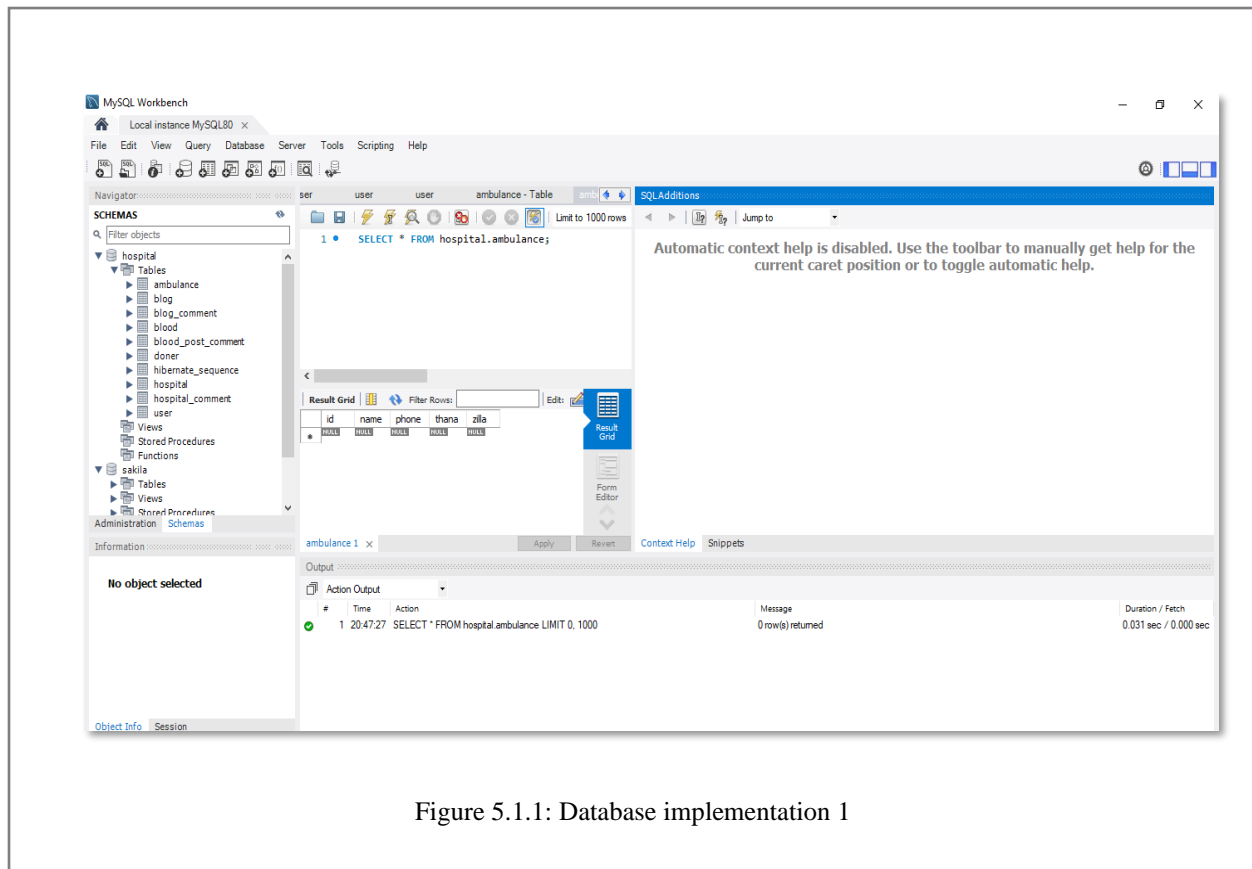 MySQL Workbench
Local instance MySQL80 ×
File Edit View Query Database Server Tools Scripting Help
Navigator
SCHEMAS
Filter objects
hospital
Tables
ambulance
blog
blog_comment
blood
blood_post_comment
doner
hibernate_sequence
hospital
hospital_comment
user
Views
Stored Procedures
Functions
sakila
Tables
Views
Stored Procedures
Administration Schemas
Information
No object selected
Object Info Session
ser user user ambulance - Table
Limit to 1000 rows
1 SELECT * FROM hospital.ambulance;
Result Grid Filter Rows: Edit:
id name phone thana zilla
NULL NULL NULL NULL NULL
Result
Grid
Form
Editor
ambulance 1 × Apply Revert
SQLAdditions
Jump to
Automatic context help is disabled. Use the toolbar to manually get help for the
current caret position or to toggle automatic help.
Context Help Snippets
Output
Action Output
# Time Action Message Duration / Fetch
1 20:47:27 SELECT * FROM hospital.ambulance LIMIT 0, 1000 0 row(s) returned 0.031 sec / 0.000 sec
Figure 5.1.1: Database implementation 1